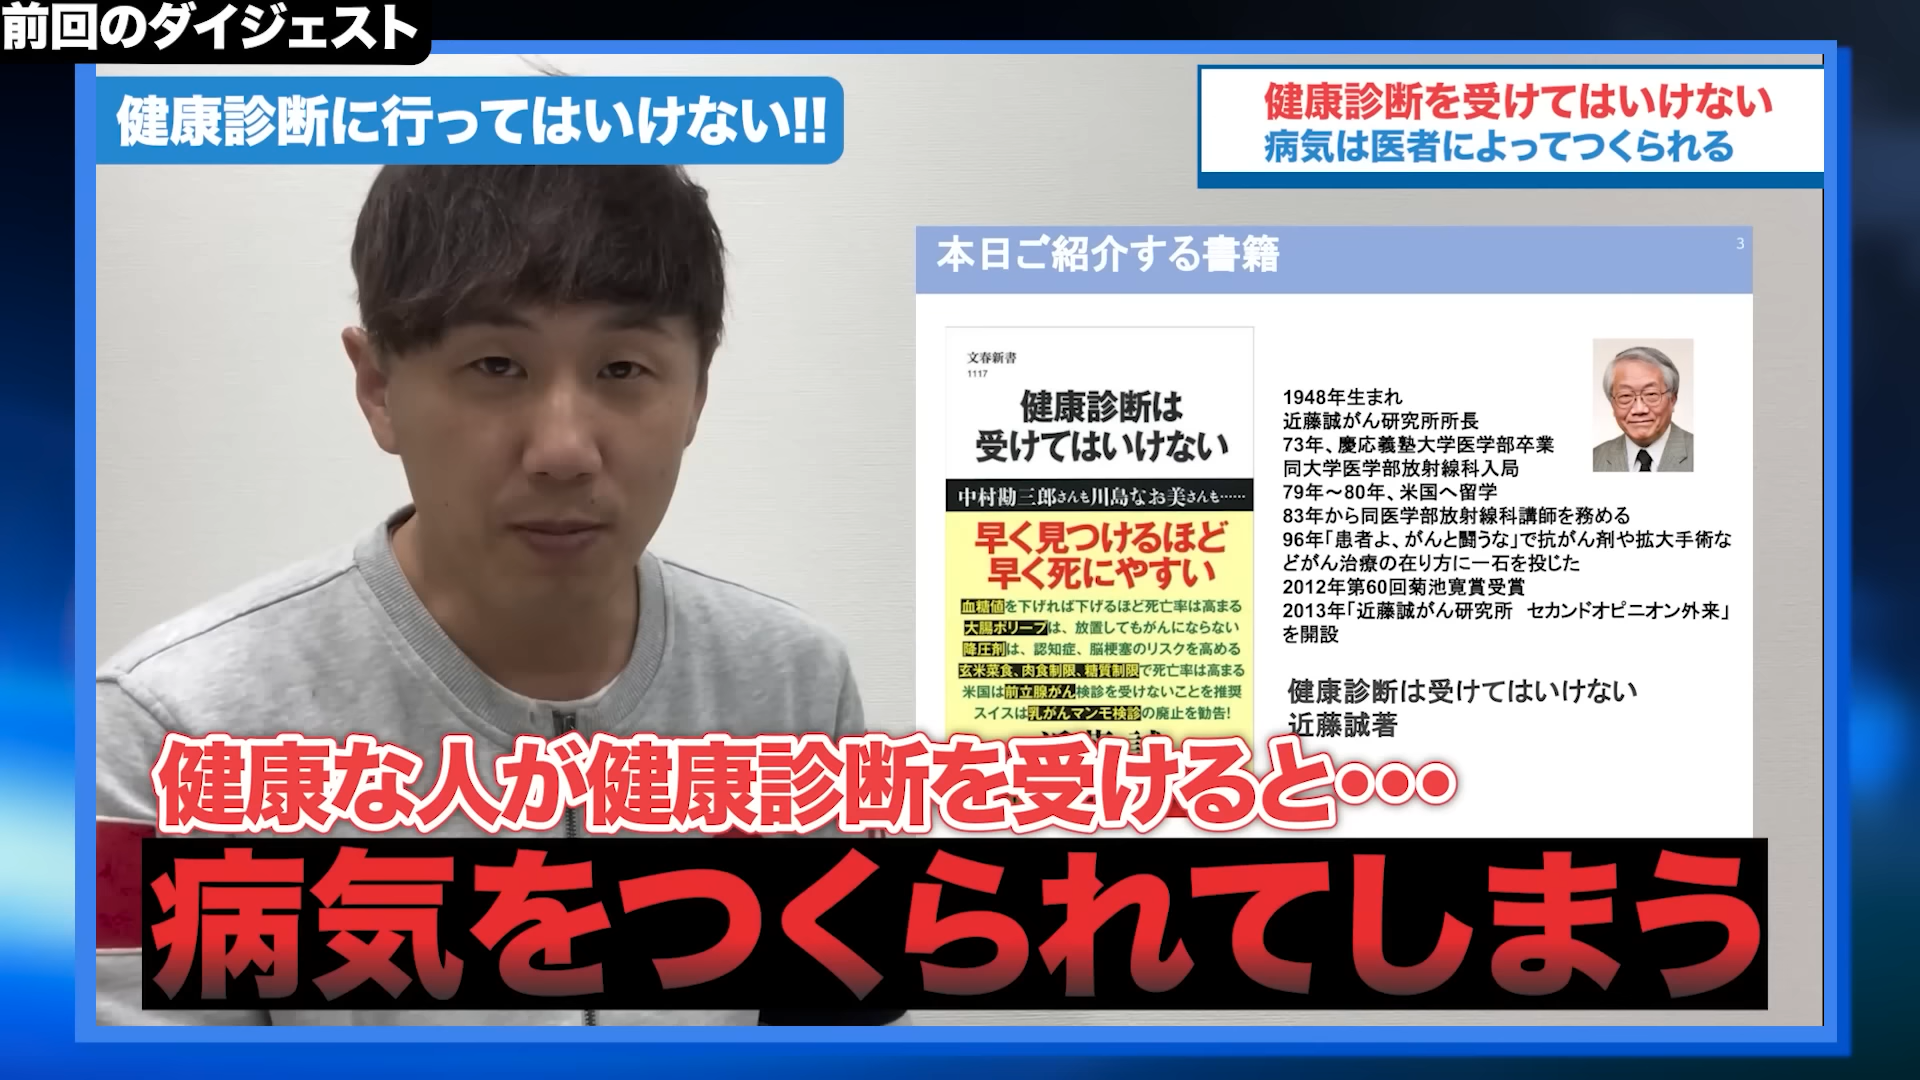 前回のダイジェスト
健康診断に行ってはいけない!!
健康診断を受けてはいけない
病気は医者によってつくられる
本日ご紹介する書籍
3
文春新書
1117
健康診断は
受けてはいけない
中村勘三郎さんも川島なお美さんも……
早く見つけるほど
早く死にやすい
血糖値を下げれば下げるほど死亡率は高まる
大腸ポリープは、放置してもがんにならない
降圧剤は、認知症、脳梗塞のリスクを高める
玄米菜食、肉食制限、糖質制限で死亡率は高まる
米国は前立腺がん検診を受けないことを推奨
スイスは乳がんマンモ検診の廃止を勧告!
1948年生まれ
近藤誠がん研究所所長
73年、慶応義塾大学医学部卒業
同大学医学部放射線科入局
79年～80年、米国へ留学
83年から同医学部放射線科講師を務める
96年「患者よ、がんと闘うな」で抗がん剤や拡大手術な
どがん治療の在り方に一石を投じた
2012年第60回菊池寛賞受賞
2013年「近藤誠がん研究所　セカンドオピニオン外来」
を開設
健康診断は受けてはいけない
近藤誠著
健康な人が健康診断を受けると・・・
病気をつくられてしまう